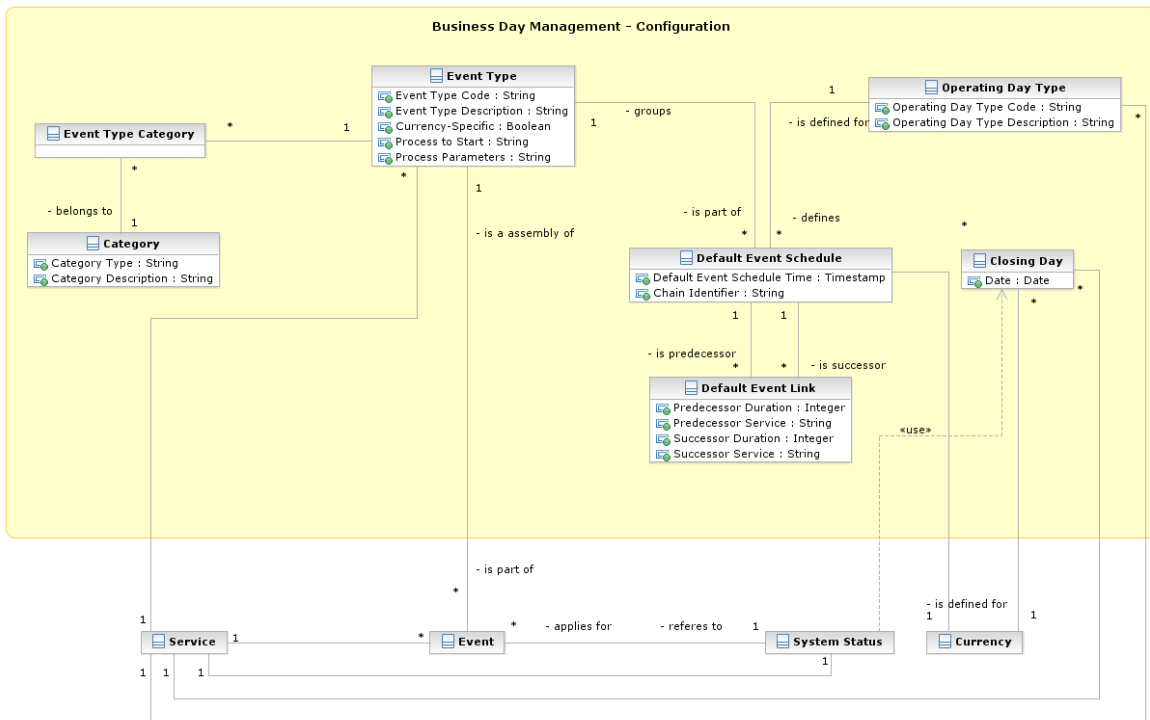 Business Day Management - Configuration
Event Type
Event Type Code : String
Event Type Description : String
Currency-Specific : Boolean
Process to Start : String
Process Parameters : String
Operating Day Type
Operating Day Type Code : String
Operating Day Type Description : String
1
- is defined for
*
- groups
1
Event Type Category
*
1
*
- belongs to
1
Category
Category Type : String
Category Description : String
*
1
- is a assembly of
- is part of
*
- defines
*
*
Default Event Schedule
Default Event Schedule Time : Timestamp
Chain Identifier : String
Closing Day
Date : Date
*
*
1
1
- is predecessor
*
*
- is successor
Default Event Link
Predecessor Duration : Integer
Predecessor Service : String
Successor Duration : Integer
Successor Service : String
«use»
- is part of
*
- is defined for
1
1
1
Service
1
*
Event
*
- applies for
- referes to
1
System Status
Currency
1
1
1
1